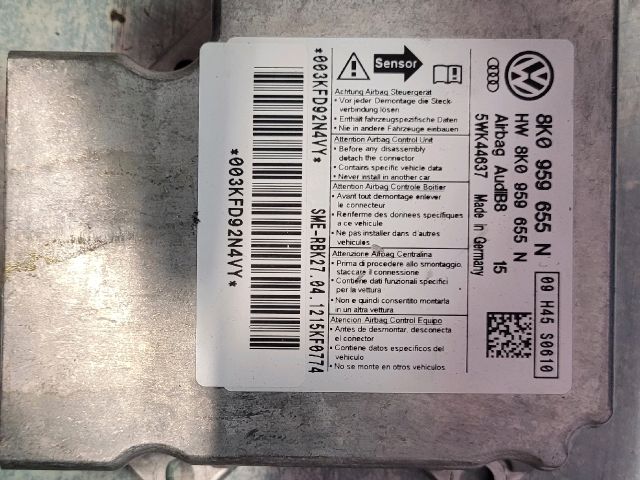 Sensor
Achtung Airbag Steuergerät
• Vor jeder Demontage die Steck-
verbindung lösen
• Enthält fahrzeugspezifische Daten
• Nie in andere Fahrzeuge einbauen
Attention Airbag Control Unit
• Before any disassembly
detach the connector
• Contains specific vehicle data
• Never install in another car
Attention Airbag Controle Boitier
• Avant tout demontage enlever
le connecteur
• Renferme des données specifiques
a ce vehicule
• Ne pas installer dans d'autres
vehicules
Attenzione Airbag Centralina
• Prima di procedere allo smontaggio
staccare il connessione
• Contiene dati funzionali specifici
per la vettura
• Non e quindi consentito montarla
in un altra vettura
Atencion Airbag Control Equipo
• Antes de desmontar, desconecta
el conector
• Contiene datos especificos del
vehiculo
• No se monta en otros vehiculos
8K0 959 655 N
HW 8K0 959 655 N
Airbag AudiB8 15
5WK44637 Made in Germany
00 H45 S0610
*003KFD92N4VY*
SME-RBK27.04.1215KF0774
*003KFD92N4VY*